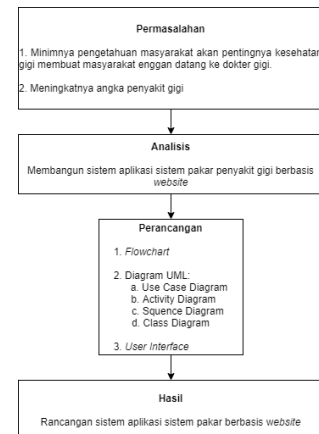 Permasalahan
1. Minimnya pengetahuan masyarakat akan pentingnya kesehatan
gigi membuat masyarakat enggan datang ke dokter gigi.
2. Meningkatnya angka penyakit gigi
Analisis
Membangun sistem aplikasi sistem pakar penyakit gigi berbasis
website
Perancangan
1. Flowchart
2. Diagram UML:
a. Use Case Diagram
b. Activity Diagram
c. Squence Diagram
d. Class Diagram
3. User Interface
Hasil
Rancangan sistem aplikasi sistem pakar berbasis website